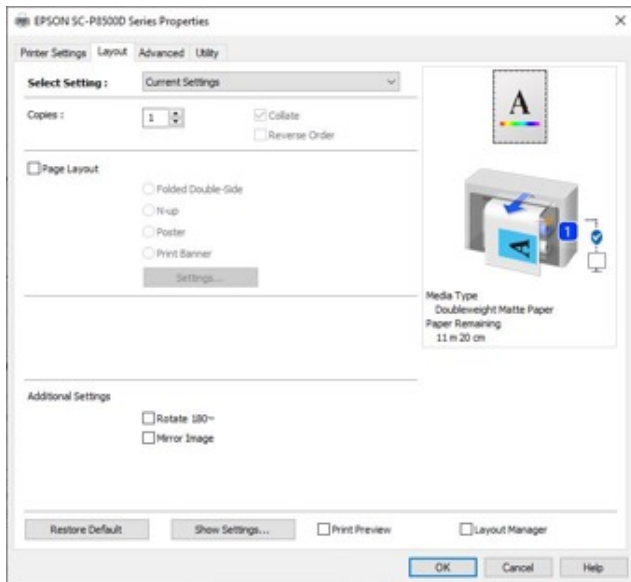 EPSON SC-P8500D Series Properties
Printer Settings Layout Advanced Utility
Select Setting : Current Settings
Copies : 1 Collate
Reverse Order
Page Layout
Folded Double-Side
N-up
Poster
Print Banner
Settings...
Additional Settings
Rotate 180~
Mirror Image
A
A
1
Media Type
Doubleweight Matte Paper
Paper Remaining
11 m 20 cm
Restore Default Show Settings... Print Preview Layout Manager
OK Cancel Help